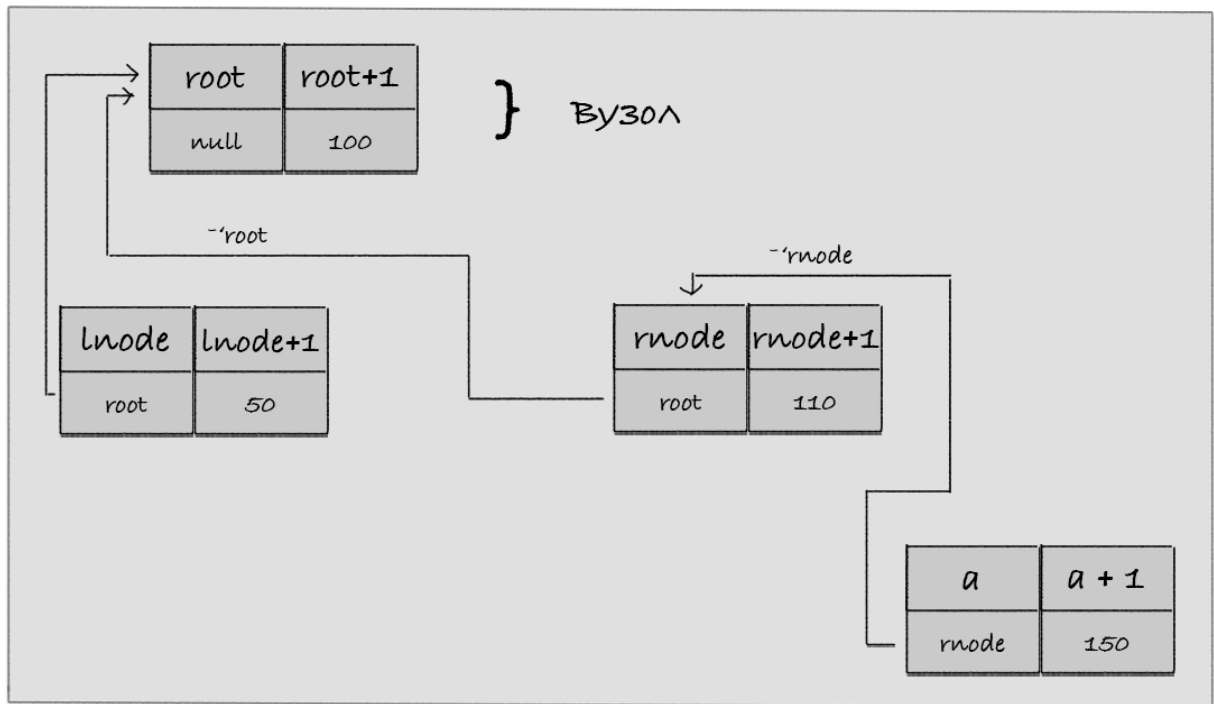 root root+1
null 100
вузол
-'root
-'rnode
lnode lnode+1
rnode rnode+1
root 50
root 110
a a + 1
rnode 150